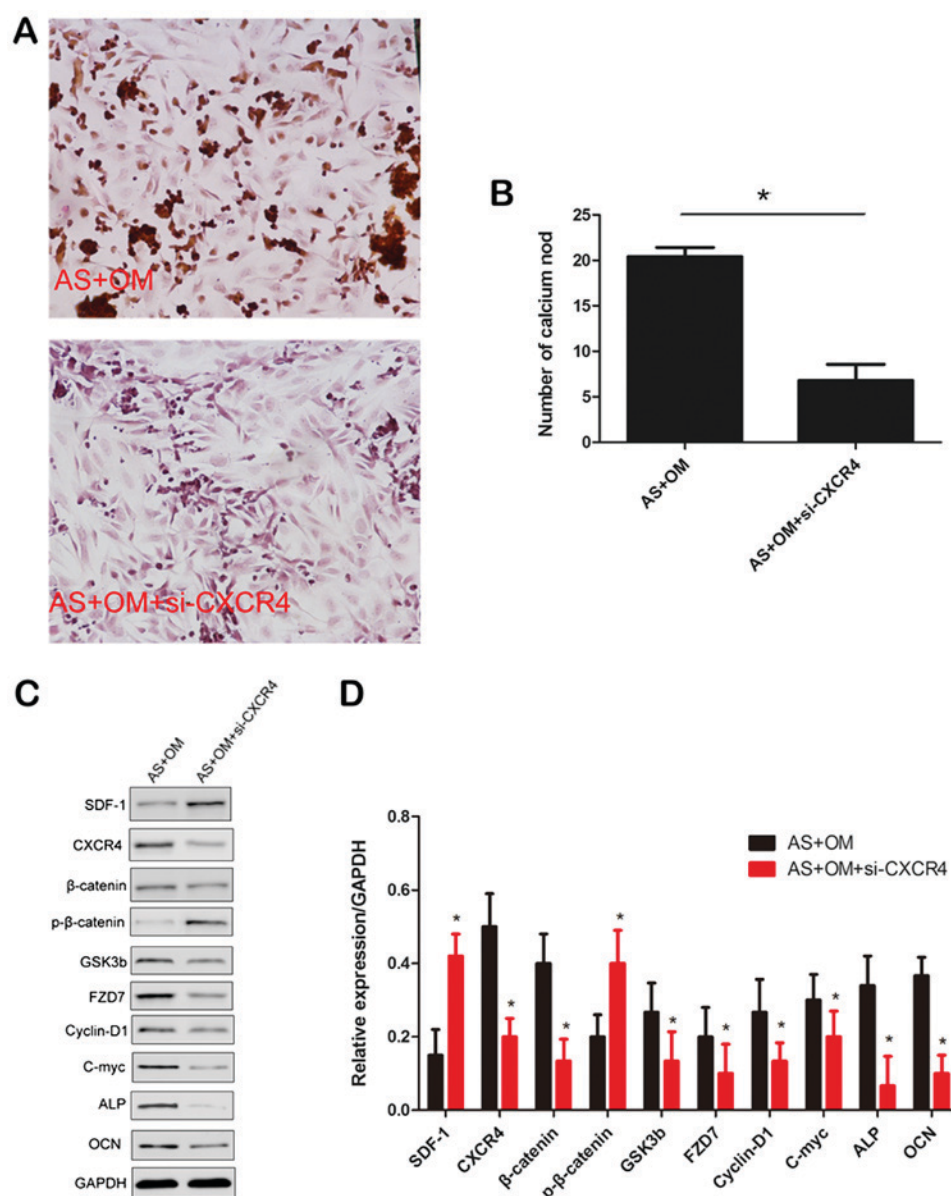 A
AS+OM
AS+OM+si-CXCR4
B
*
Number of calcium nod
25
20
15
10
5
0
AS+OM
AS+OM+si-CXCR4
C
AS+OM
AS+OM+si-CXCR4
SDF-1
CXCR4
β-catenin
p-β-catenin
GSK3b
FZD7
Cyclin-D1
C-myc
ALP
OCN
GAPDH
D
Relative expression/GAPDH
0.8
0.6
0.4
0.2
0.0
AS+OM
AS+OM+si-CXCR4
* * * * * * * * * *
SDF-1
CXCR4
β-catenin
p-β-catenin
GSK3b
FZD7
Cyclin-D1
C-myc
ALP
OCN